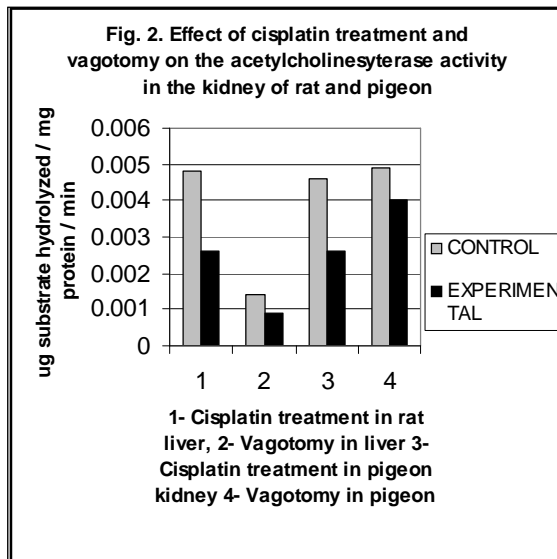 Fig. 2. Effect of cisplatin treatment and
vagotomy on the acetylcholinesyterase activity
in the kidney of rat and pigeon
ug substrate hydrolyzed / mg
protein / min
0.006
0.005
0.004
0.003
0.002
0.001
0
1 2 3 4
CONTROL
EXPERIMEN
TAL
1- Cisplatin treatment in rat
liver, 2- Vagotomy in liver 3-
Cisplatin treatment in pigeon
kidney 4- Vagotomy in pigeon